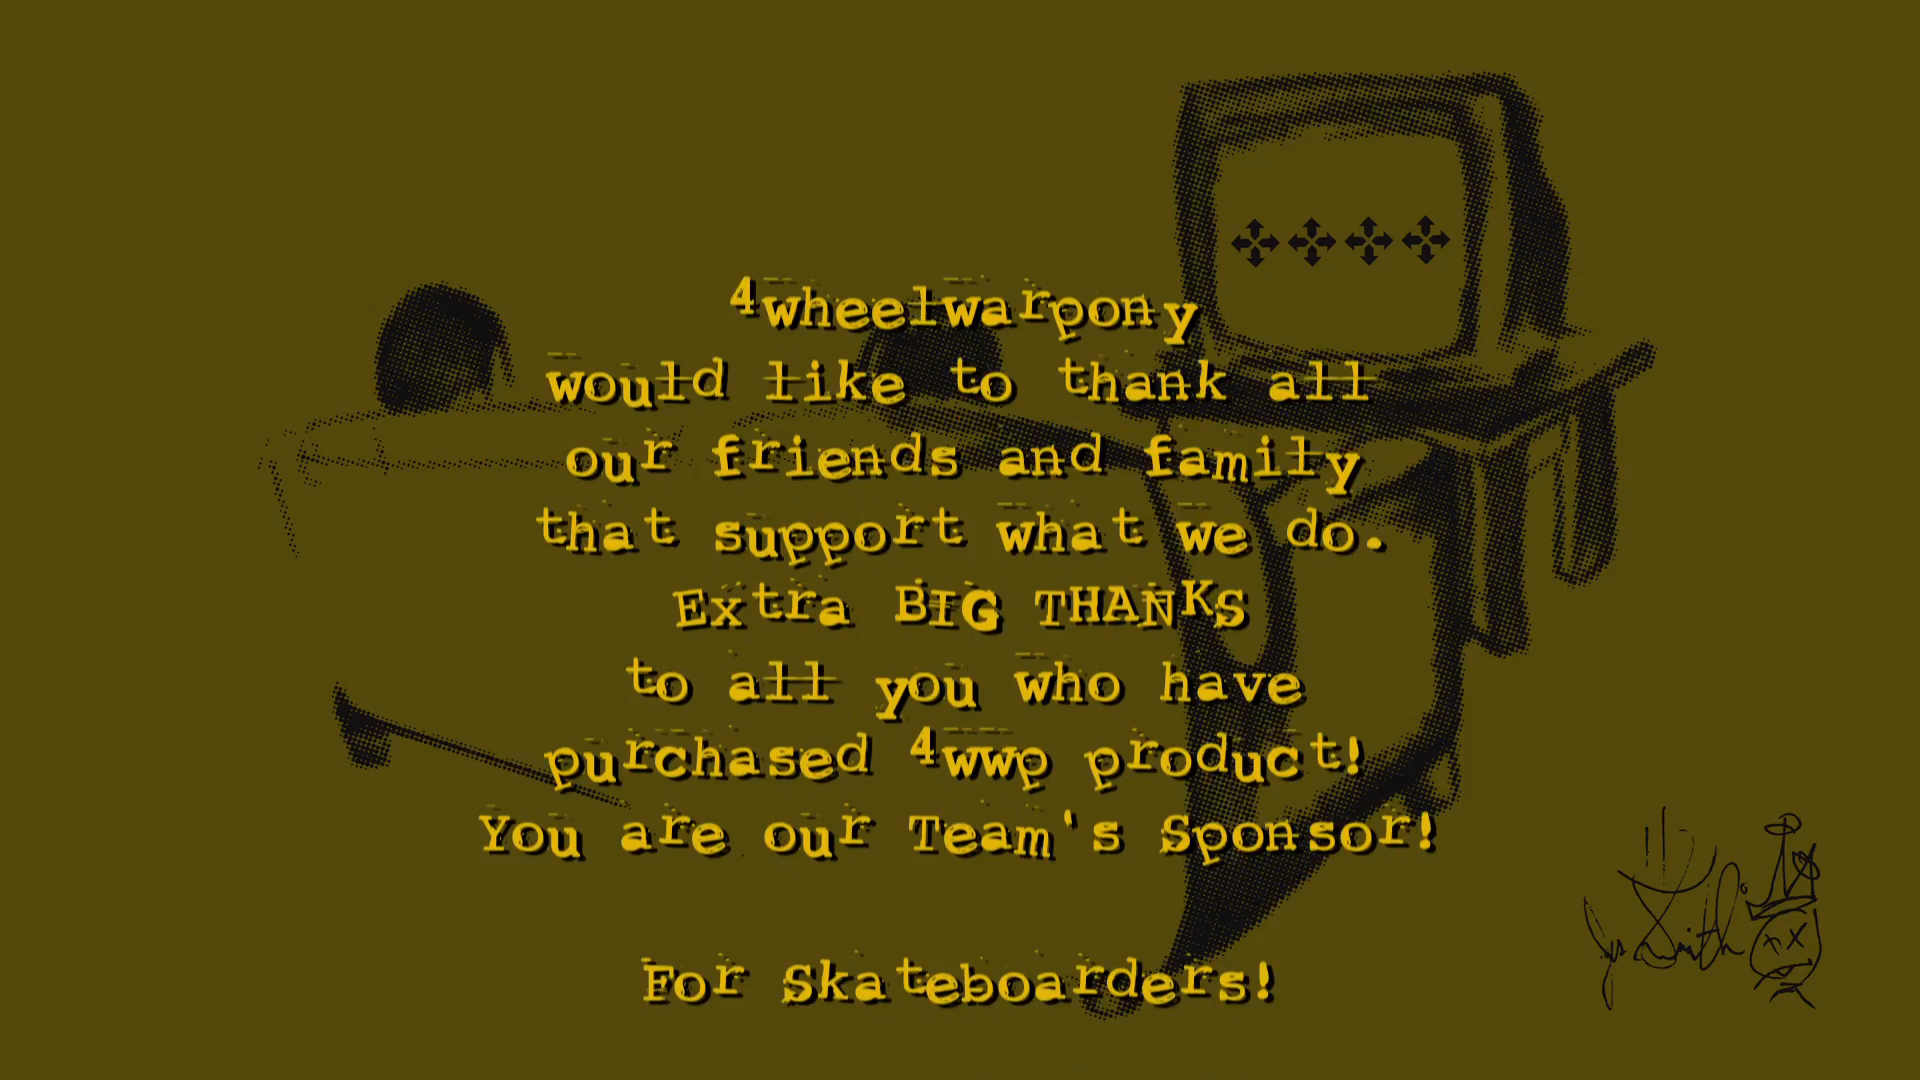 4wheelwarpony
would like to thank all
our friends and family
that support what we do.
Extra BIG THANKS
to all you who have
purchased 4wwp product!
You are our Team's Sponsor!
For Skateboarders!